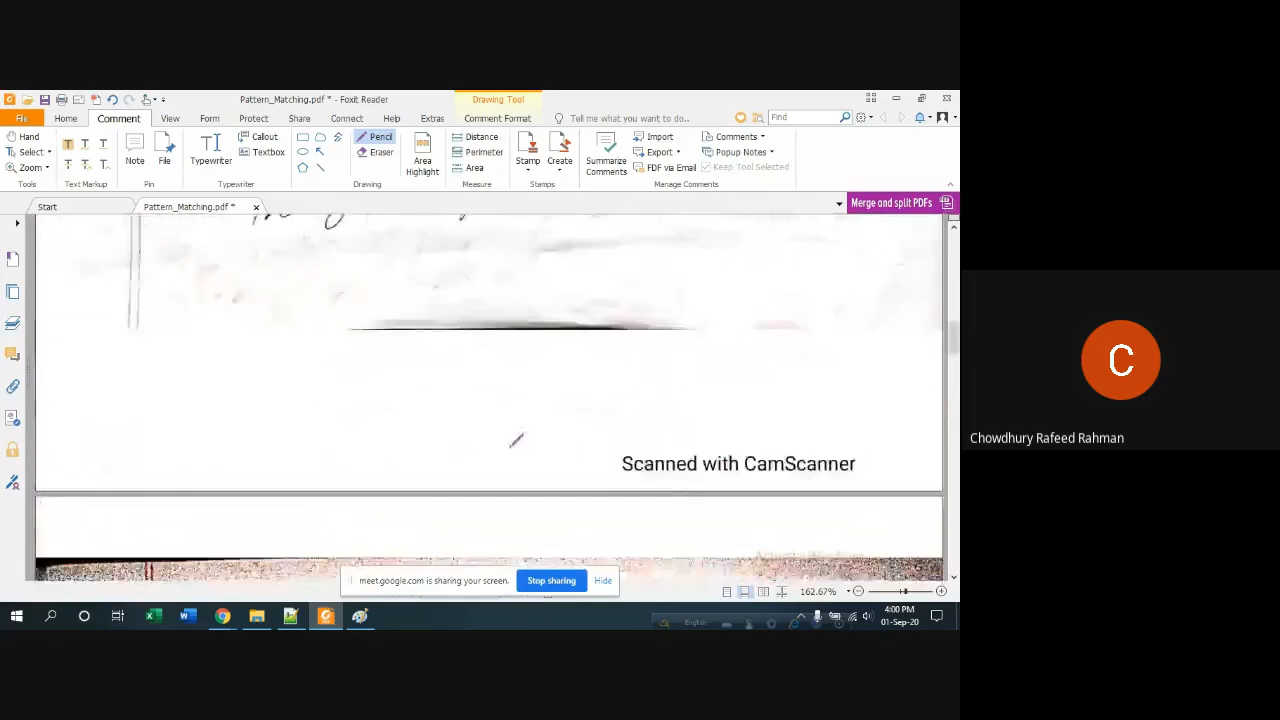 Pattern_Matching.pdf * - Foxit Reader
Drawing Tool
File Home Comment View Form Protect Share Connect Help Extras Comment Format Tell me what you want to do.. Find
Hand
Select
Zoom
Tools
T T T
T T T
Text Markup
Note
File
Pin
Typewriter
Callout
Textbox
Typewriter
Pencil
Eraser
Drawing
Area Highlight
Distance
Perimeter
Area
Measure
Stamp
Create
Stamps
Summarize Comments
Import
Export
FDF via Email
Comments
Popup Notes
Keep Tool Selected
Manage Comments
Start
Pattern_Matching.pdf *
Merge and split PDFs
Scanned with CamScanner
meet.google.com is sharing your screen.
Stop sharing
Hide
162.67%
4:00 PM
01-Sep-20
English
C
Chowdhury Rafeed Rahman